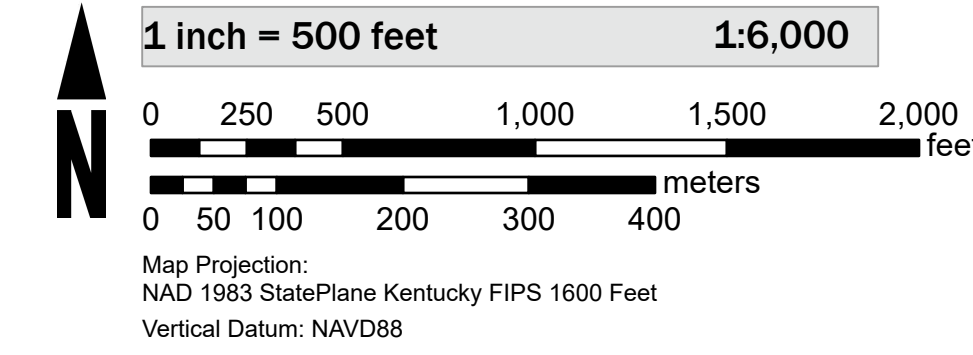 1 inch = 500 feet 1:6,000
0 250 500 1,000 1,500 2,000
feet
meters
0 50 100 200 300 400
N
Map Projection:
NAD 1983 StatePlane Kentucky FIPS 1600 Feet
Vertical Datum: NAVD88